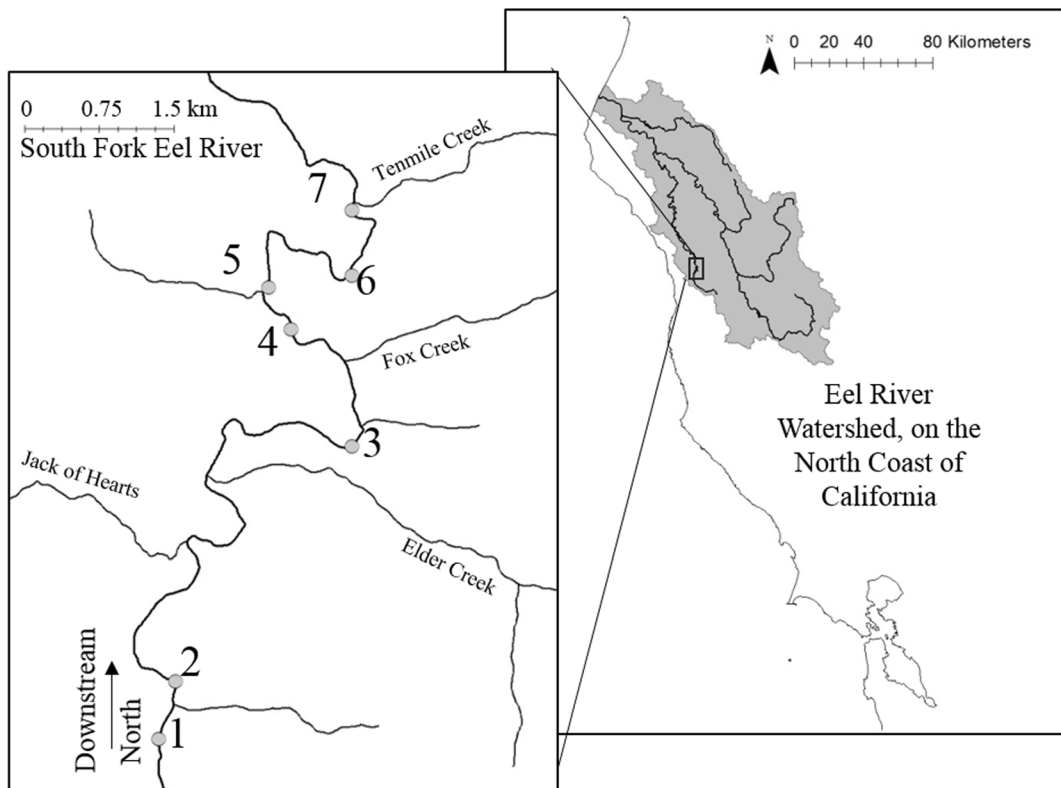 0 0.75 1.5 km
South Fork Eel River
Tenmile Creek
7
5
6
4
Fox Creek
3
Jack of Hearts
Elder Creek
2
1
Downstream
North
N
0 20 40 80 Kilometers
Eel River
Watershed, on the
North Coast of
California